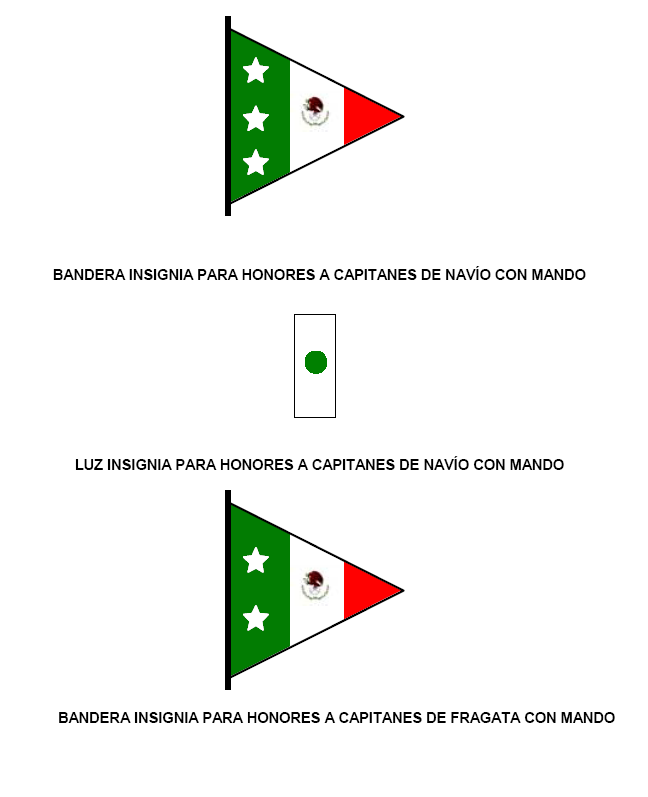 BANDERA INSIGNIA PARA HONORES A CAPITANES DE NAVÍO CON MANDO
LUZ INSIGNIA PARA HONORES A CAPITANES DE NAVÍO CON MANDO
BANDERA INSIGNIA PARA HONORES A CAPITANES DE FRAGATA CON MANDO